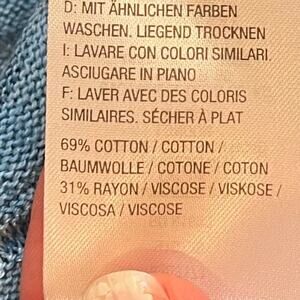 D: MIT ÄHNLICHEN FARBEN
WASCHEN. LIEGEND TROCKNEN
I: LAVARE CON COLORI SIMILARI.
ASCIUGARE IN PIANO
F: LAVER AVEC DES COLORIS
SIMILAIRES. SÉCHER À PLAT
69% COTTON / COTTON /
BAUMWOLLE / COTONE / COTON
31% RAYON / VISCOSE / VISKOSE /
VISCOSA / VISCOSE